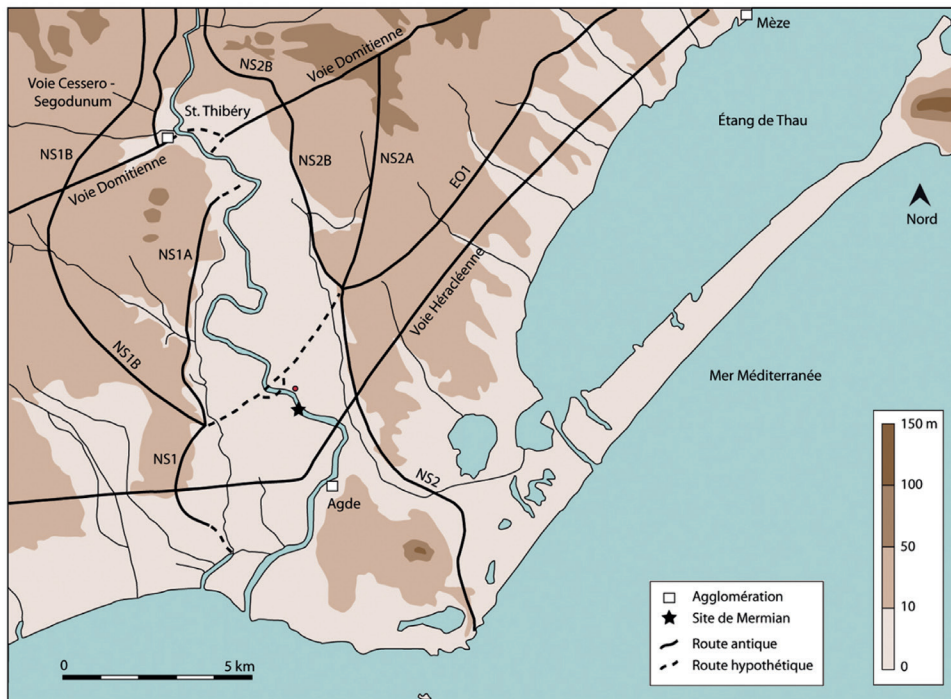 Mèze
Voie Domitienne
NS2B
Voie Cessero -
Segodunum
St. Thibéry
Étang de Thau
NS1B
NS2B
NS2A
EO1
Voie Domitienne
Nord
NS1A
Voie Héracléenne
NS1B
Mer Méditerranée
NS1
NS2
Agde
150 m
100
50
10
0
Agglomération
Site de Mermian
Route antique
Route hypothétique
0 5 km